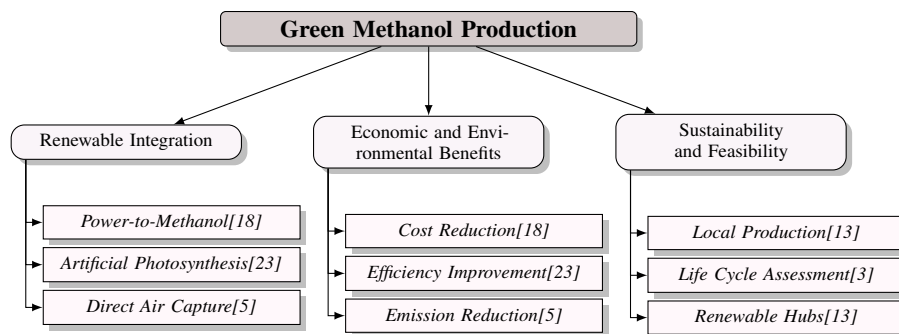 Green Methanol Production
Renewable Integration
Power-to-Methanol[18]
Artificial Photosynthesis[23]
Direct Air Capture[5]
Economic and Envi-
ronmental Benefits
Cost Reduction[18]
Efficiency Improvement[23]
Emission Reduction[5]
Sustainability
and Feasibility
Local Production[13]
Life Cycle Assessment[3]
Renewable Hubs[13]